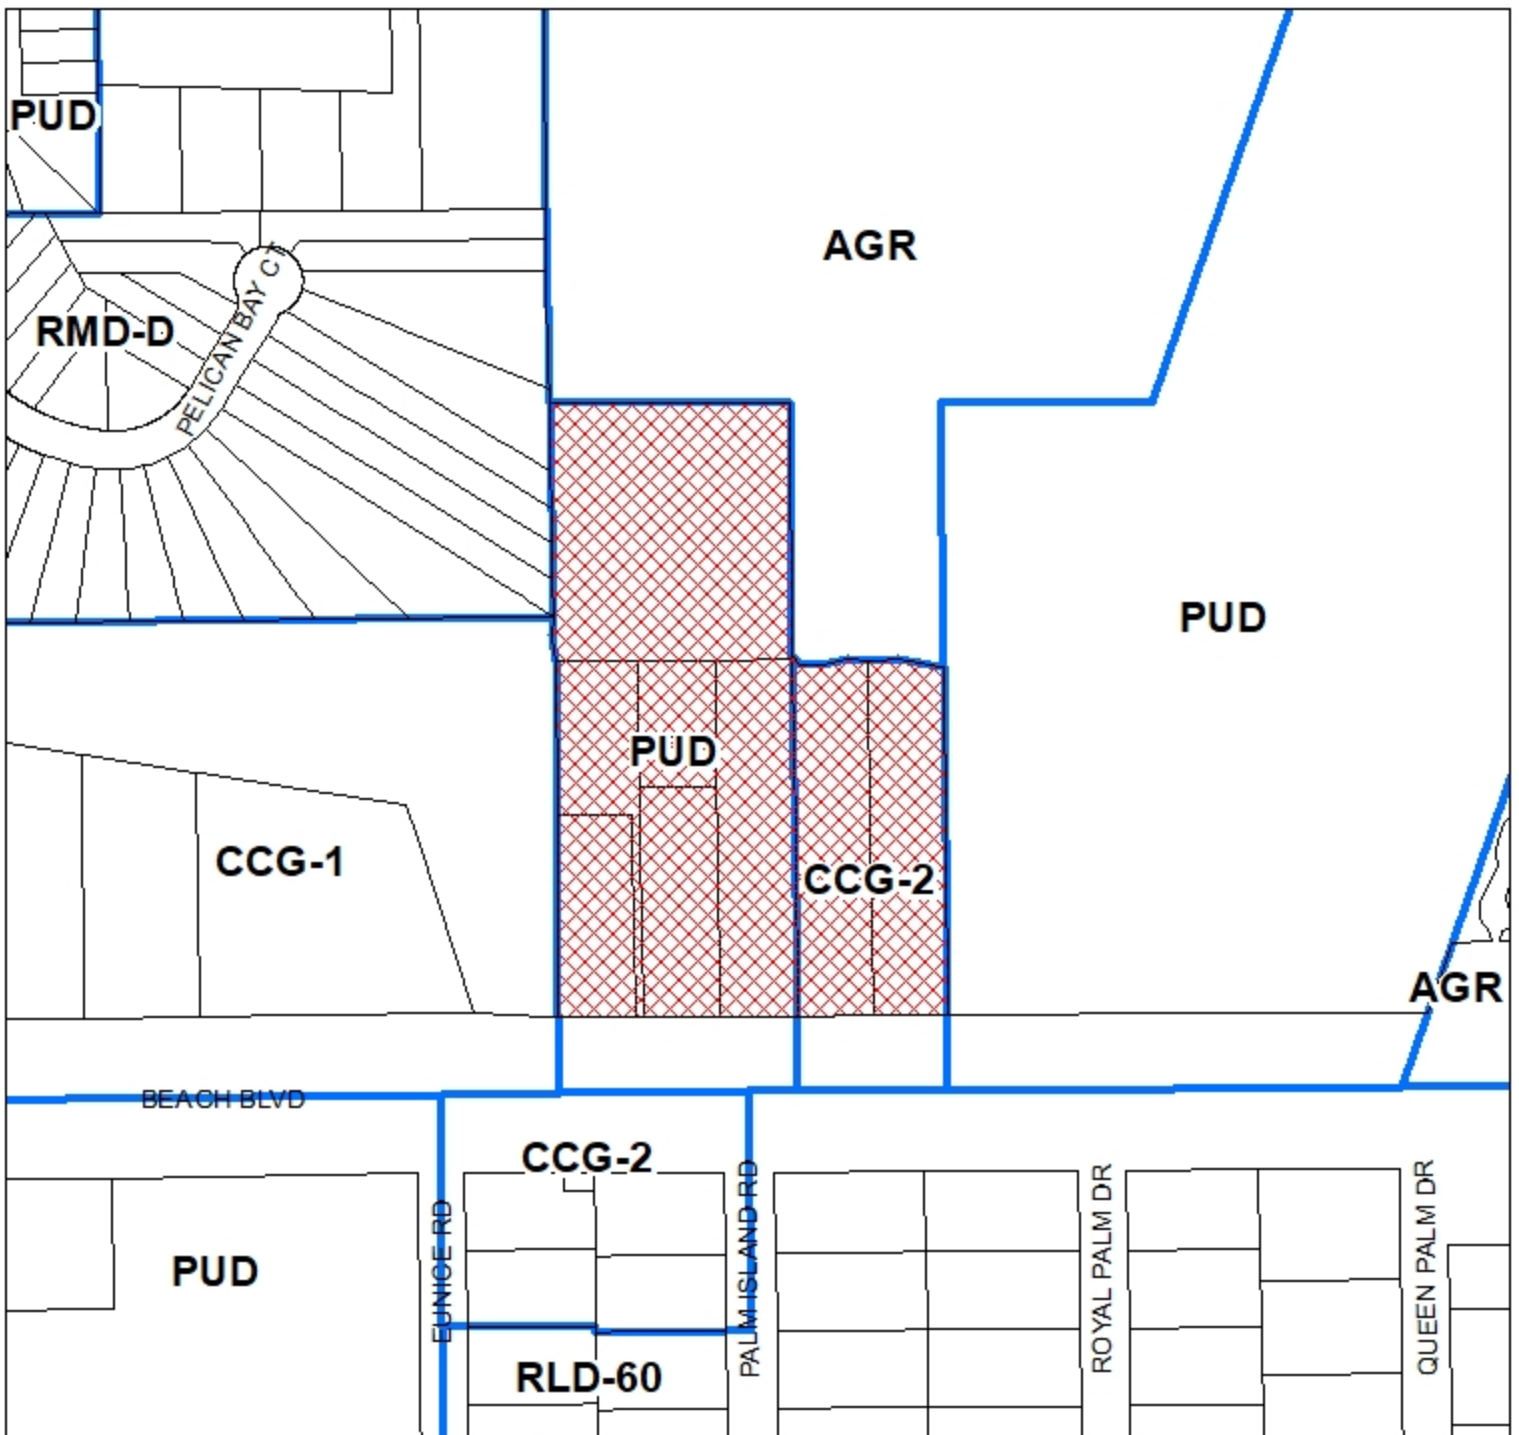 PUD
AGR
PELICAN BAY CT
RMD-D
PUD
PUD
CCG-1
CCG-2
AGR
BEACH BLVD
CCG-2
EUNICE RD
PALM ISLAND RD
ROYAL PALM DR
QUEEN PALM DR
PUD
RLD-60